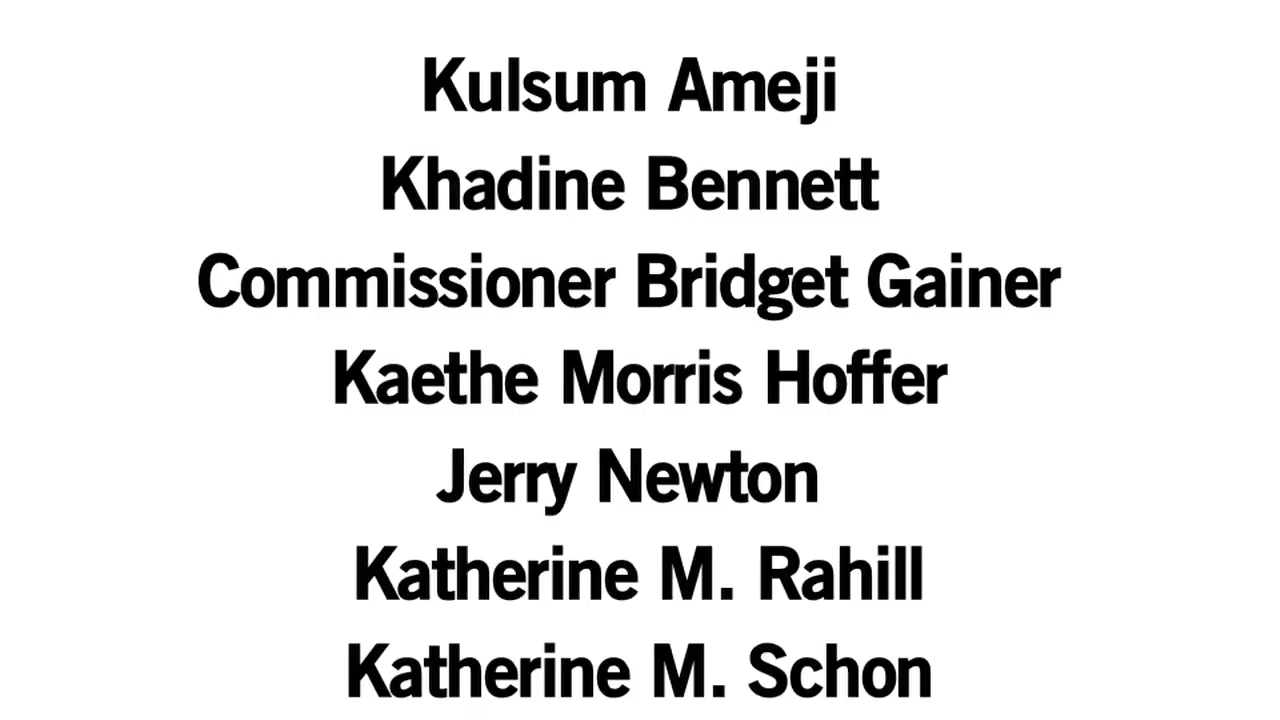 Kulsum Ameji
Khadine Bennett
Commissioner Bridget Gainer
Kaethe Morris Hoffer
Jerry Newton
Katherine M. Rahill
Katherine M. Schon